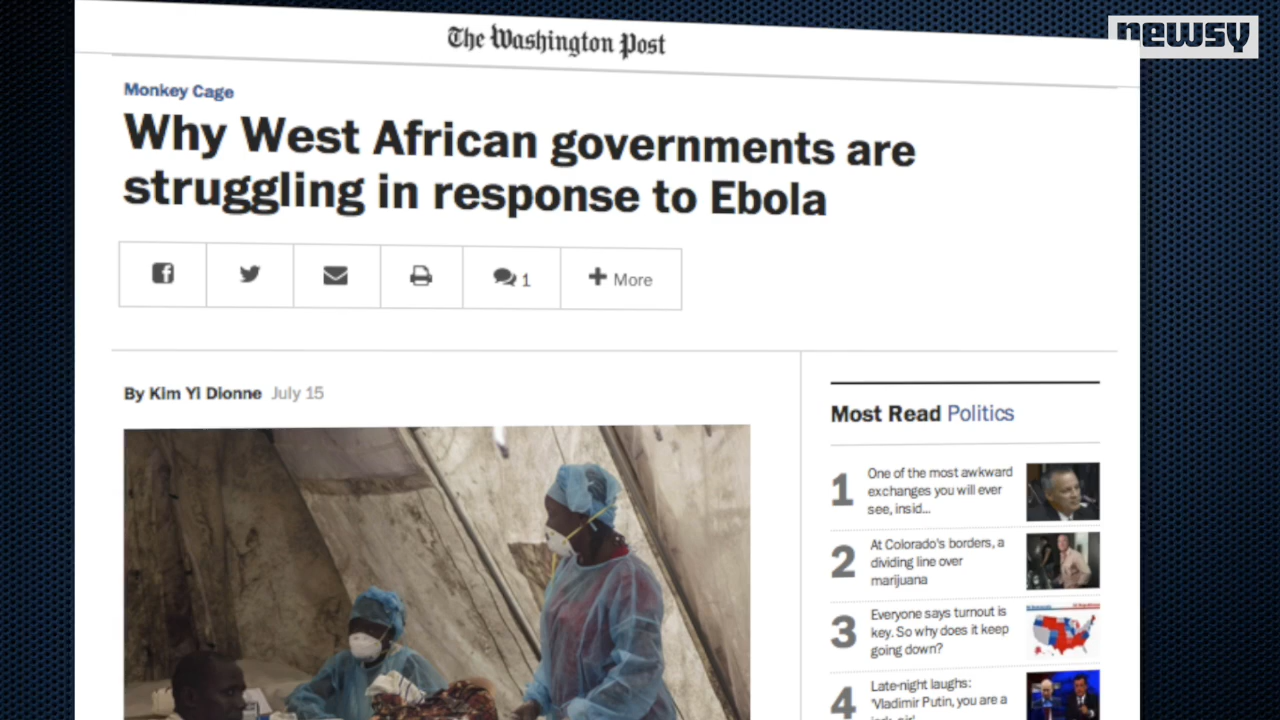 The Washington Post
newsy
Monkey Cage
Why West African governments are
struggling in response to Ebola
1
More
By Kim Yi Dionne July 15
Most Read Politics
1
One of the most awkward
exchanges you will ever
see, insid...
2
At Colorado's borders, a
dividing line over
marijuana
3
Everyone says turnout is
key. So why does it keep
going down?
4
Late-night laughs:
'Vladimir Putin, you are a